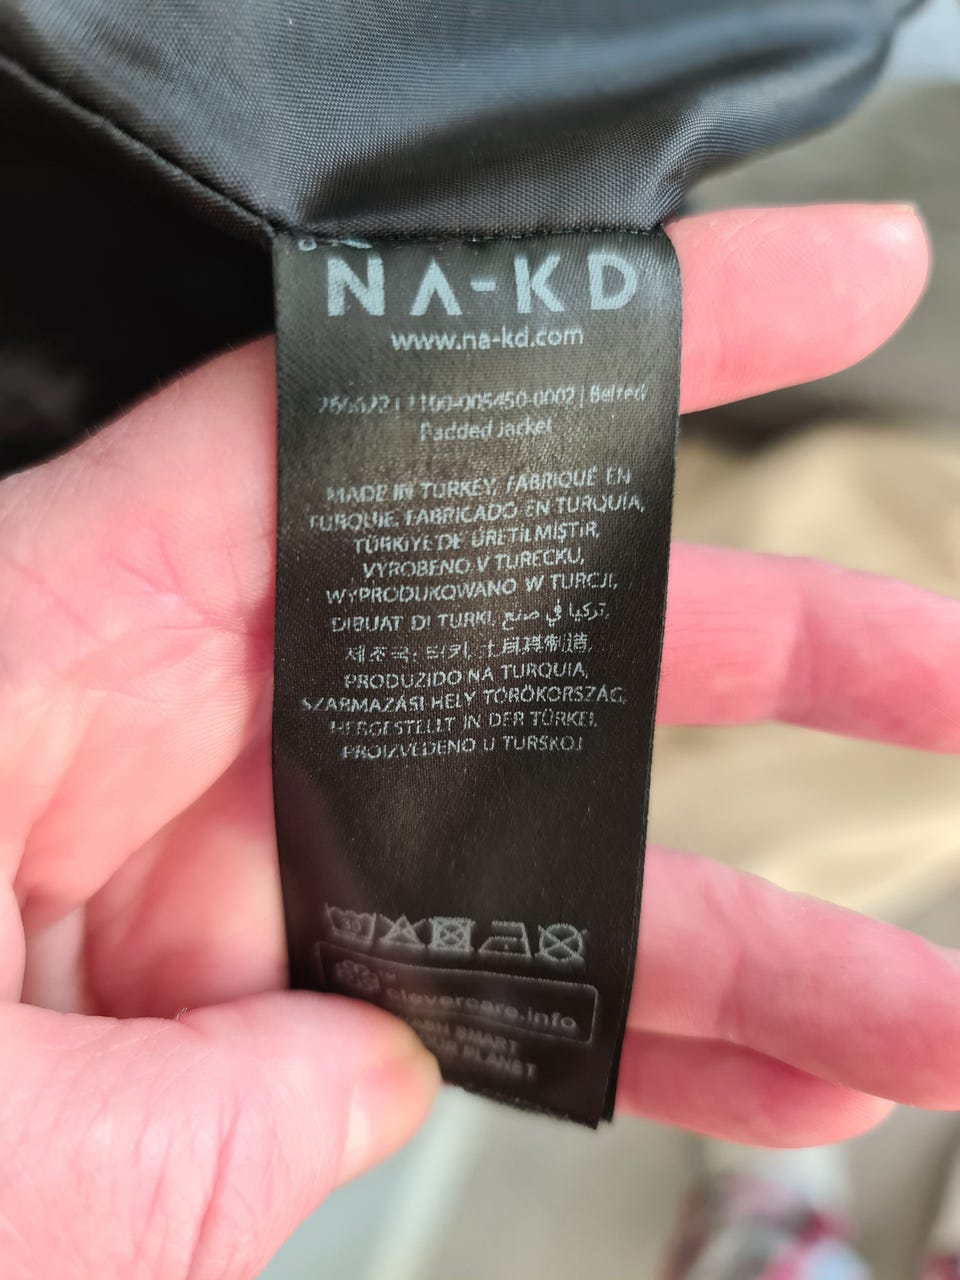 NA-KD
www.na-kd.com
1100-005450-0002 | Belted
Padded Jacket
MADE IN TURKEY, FABRIQUÉ EN
TURQUIE, FABRICADO EN TURQUÍA,
TÜRKİYE'DE ÜRETİLMİŞTİR,
VYROBENO V TURECKU,
WYPRODUKOWANO W TURCJI,
DIBUAT DI TURKI, تركيا في صنع,
제조국: 터키, 土耳其制造,
PRODUZIDO NA TURQUIA,
SZÁRMAZÁSI HELY TÖRÖKORSZÁG,
HERGESTELLT IN DER TÜRKEI,
PROIZVEDENO U TURSKOJ
30
clevercare.info
SMART
PLANET